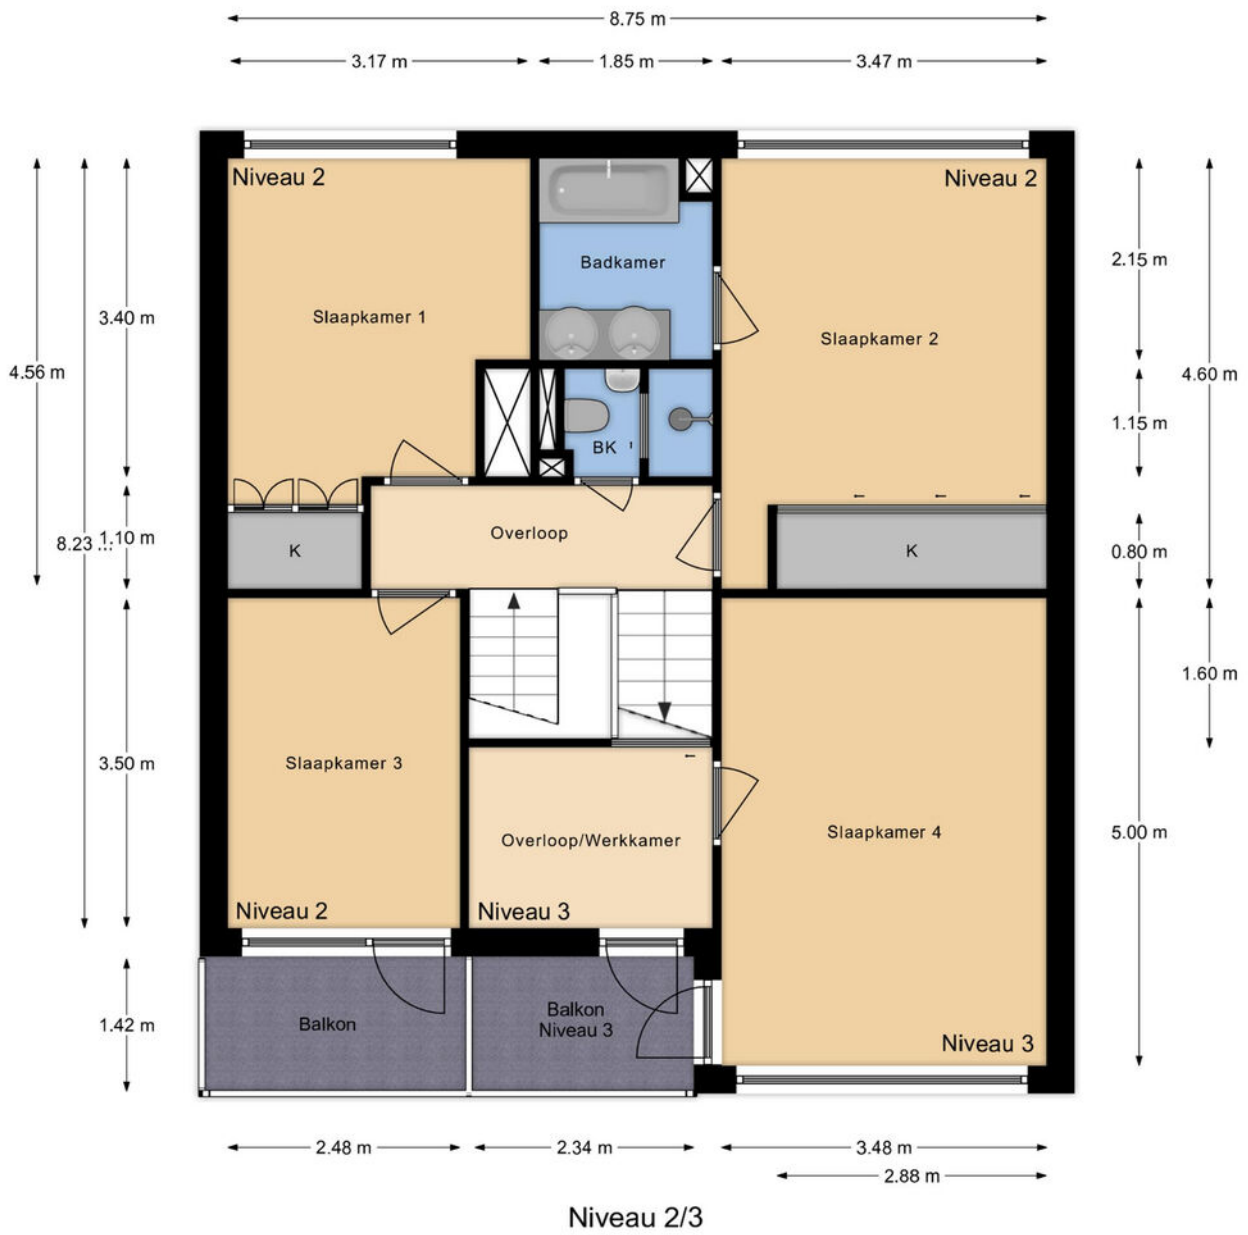 8.75 m
3.17 m
1.85 m
3.47 m
Niveau 2
Niveau 2
Badkamer
2.15 m
Slaapkamer 1
3.40 m
Slaapkamer 2
4.56 m
4.60 m
1.15 m
BK
Overloop
8.23 ...
1.10 m
K
K
0.80 m
1.60 m
Slaapkamer 3
3.50 m
Overloop/Werkkamer
Slaapkamer 4
5.00 m
Niveau 2
Niveau 3
Balkon
Balkon
Niveau 3
1.42 m
Niveau 3
2.48 m
2.34 m
3.48 m
2.88 m
Niveau 2/3